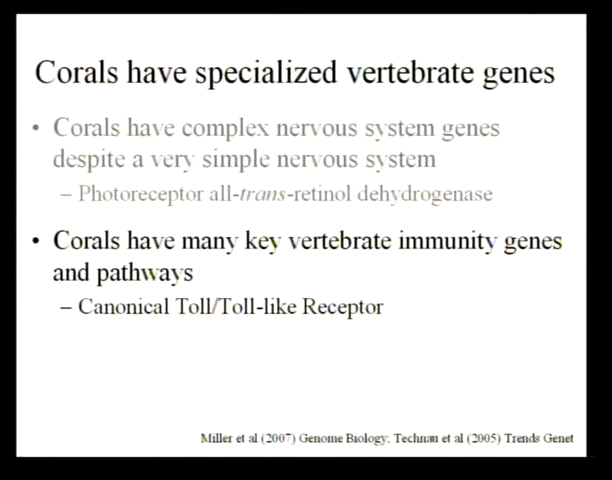 Corals have specialized vertebrate genes
• Corals have complex nervous system genes
despite a very simple nervous system
– Photoreceptor all-trans-retinol dehydrogenase
• Corals have many key vertebrate immunity genes
and pathways
– Canonical Toll/Toll-like Receptor
Miller et al (2007) Genome Biology; Technau et al (2005) Trends Genet